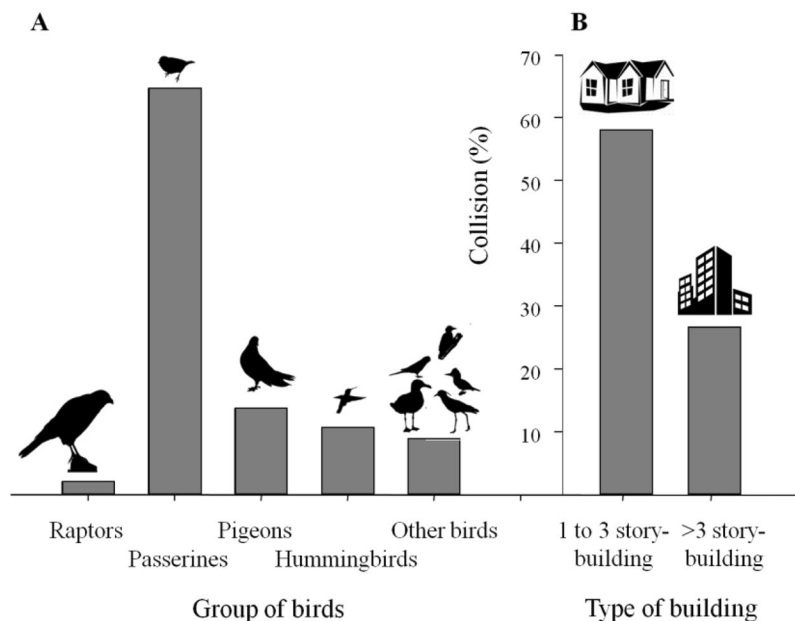 A
B
70
60
50
40
30
20
10
Collision (%)
Raptors
Passerines
Pigeons
Hummingbirds
Other birds
Group of birds
1 to 3 story-
building
>3 story-
building
Type of building